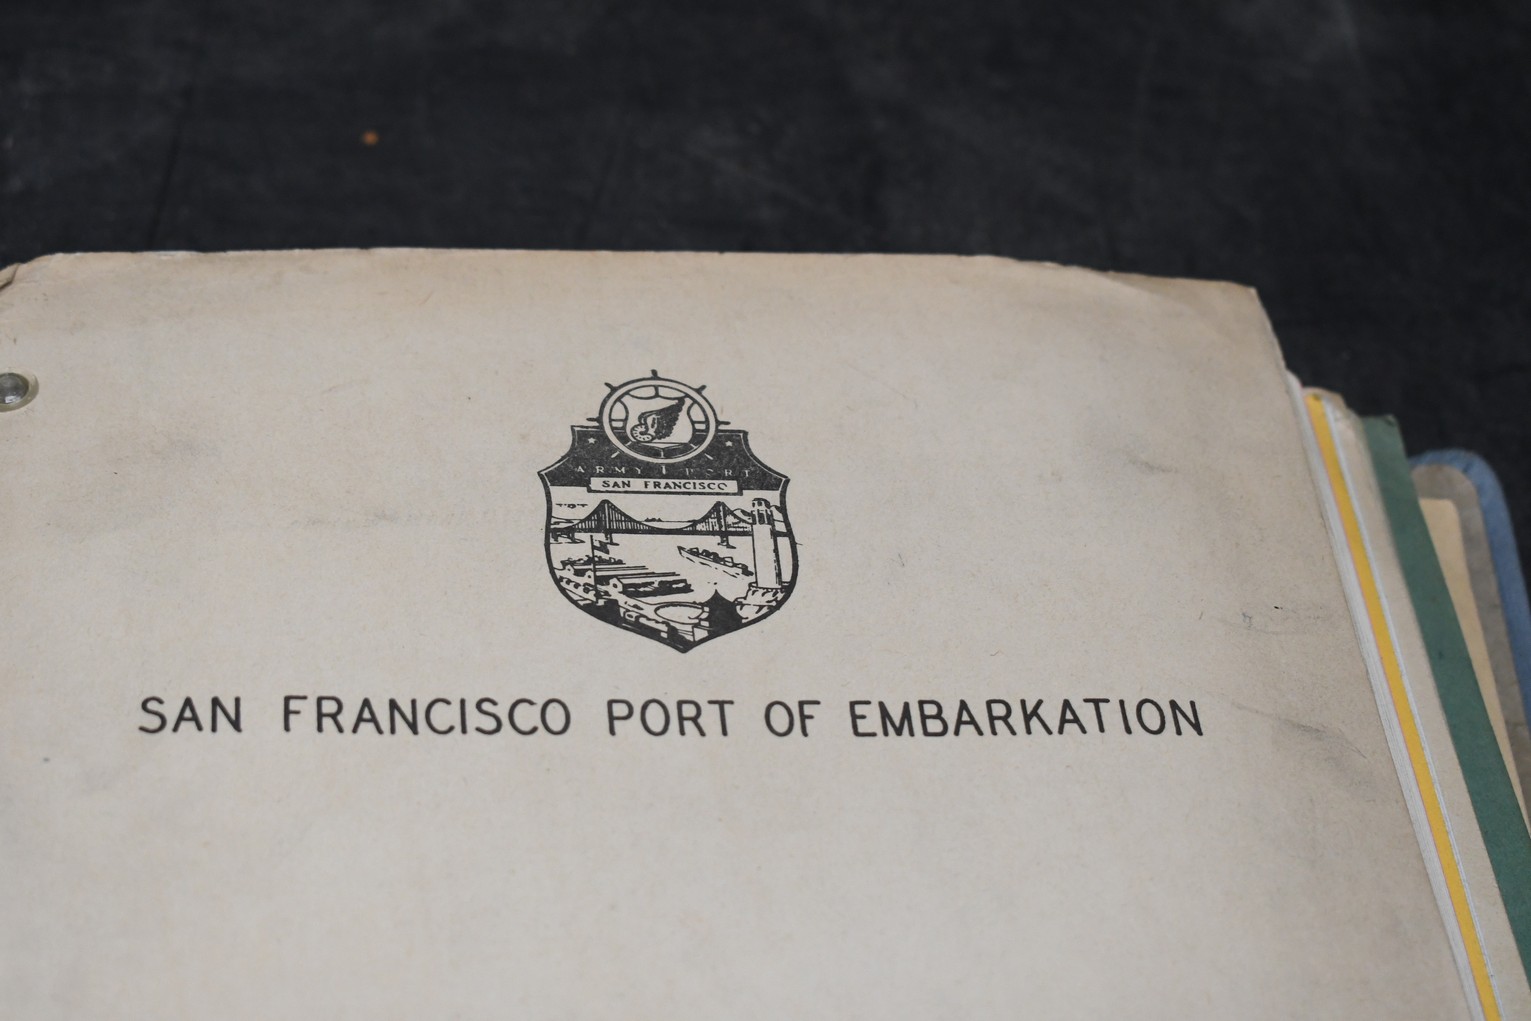 ARMY PORT
SAN FRANCISCO
SAN FRANCISCO PORT OF EMBARKATION